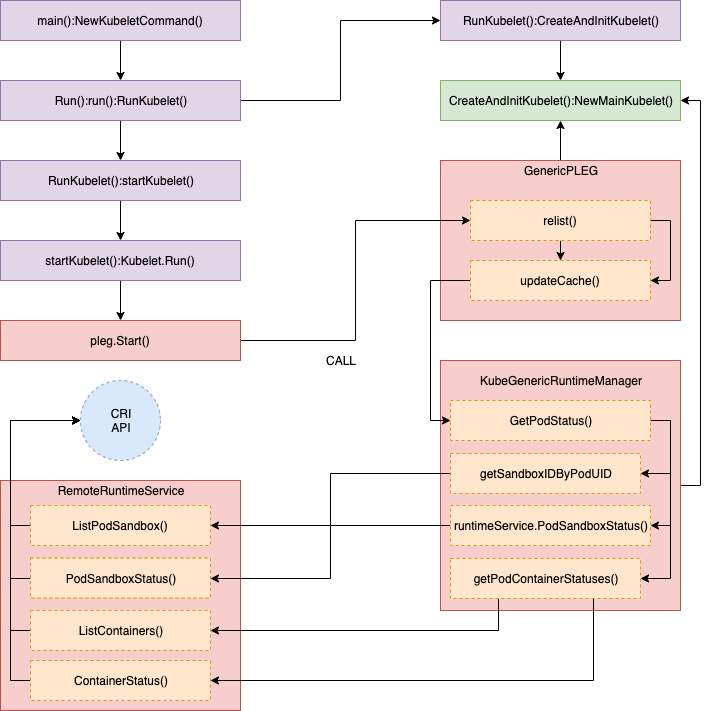 main():NewKubeletCommand()
RunKubelet():CreateAndInitKubelet()
Run():run():RunKubelet()
CreateAndInitKubelet():NewMainKubelet()
RunKubelet():startKubelet()
GenericPLEG
relist()
startKubelet():Kubelet.Run()
updateCache()
pleg.Start()
CALL
KubeGenericRuntimeManager
CRI
API
GetPodStatus()
getSandboxIDByPodUID
RemoteRuntimeService
ListPodSandbox()
runtimeService.PodSandboxStatus()
PodSandboxStatus()
getPodContainerStatuses()
ListContainers()
ContainerStatus()